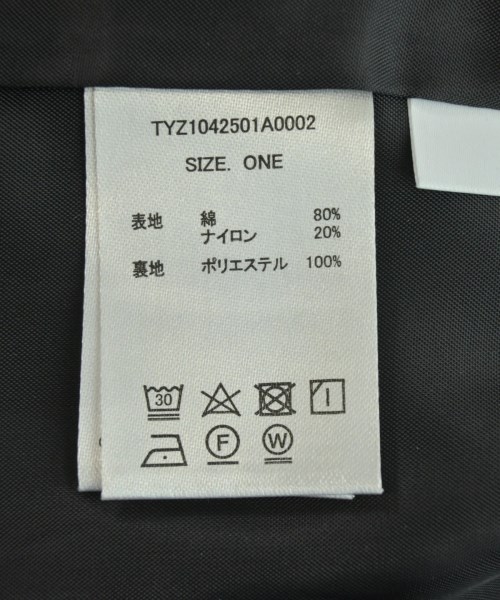 TYZ1042501A0002
SIZE. ONE
表地 綿 80%
ナイロン 20%
裏地 ポリエステル 100%
30
F W